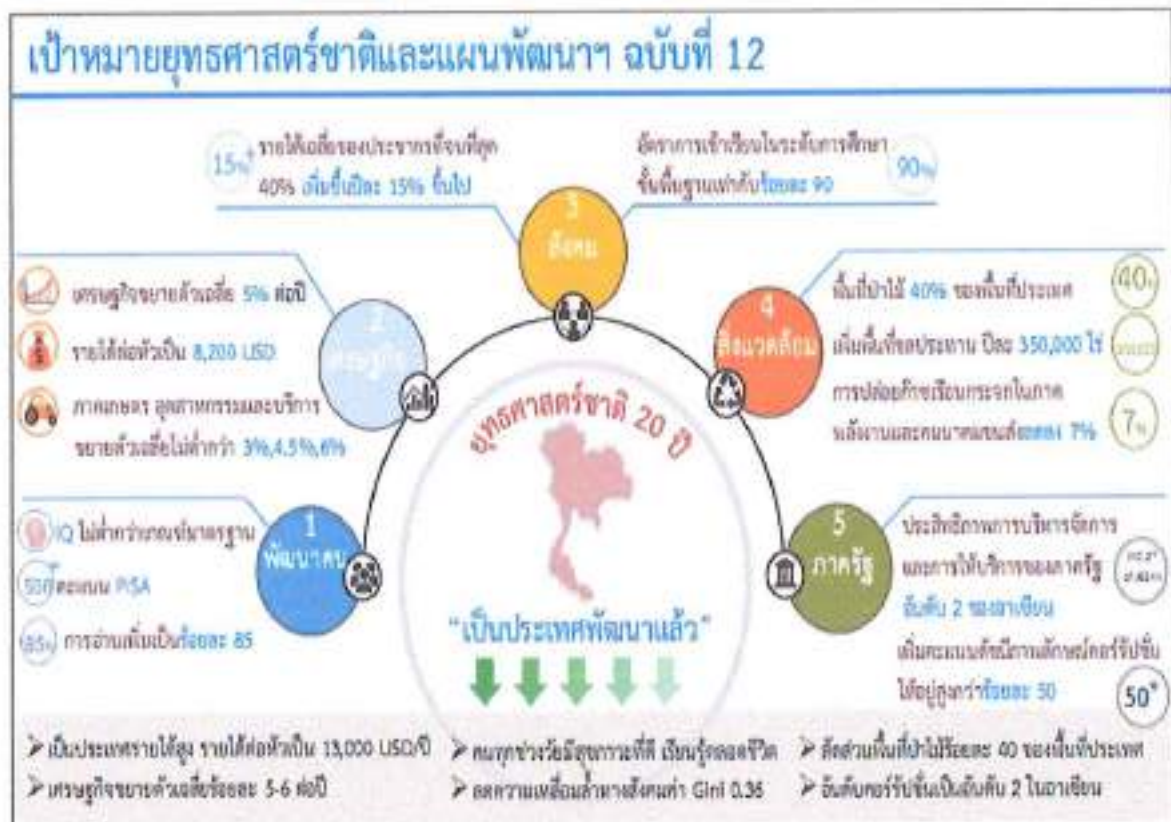 เป้าหมายยุทธศาสตร์ชาติและแผนพัฒนาฯ ฉบับที่ 12
15%+
รายได้เฉลี่ยของประชากรที่จนที่สุด
40% เพิ่มขึ้นปีละ 15% ขึ้นไป
อัตราการเข้าเรียนในระดับการศึกษา
ขั้นพื้นฐานเท่ากับร้อยละ 90
90%
3
สังคม
เศรษฐกิจขยายตัวเฉลี่ย 5% ต่อปี
รายได้ต่อหัวเป็น 8,200 USD
ภาคเกษตร อุตสาหกรรมและบริการ
ขยายตัวเฉลี่ยไม่ต่ำกว่า 3%,4.5%,6%
2
เศรษฐกิจ
4
สิ่งแวดล้อม
พื้นที่ป่าไม้ 40% ของพื้นที่ประเทศ
40%
เพิ่มพื้นที่ชลประทาน ปีละ 350,000 ไร่
การปล่อยก๊าซเรือนกระจกในภาค
พลังงานและคมนาคมขนส่งลดลง 7%
7%
1
พัฒนาคน
IQ ไม่ต่ำกว่าเกณฑ์มาตรฐาน
500+ คะแนน PISA
85% การอ่านเพิ่มเป็นร้อยละ 85
5
ภาครัฐ
ประสิทธิภาพการบริหารจัดการ
และการให้บริการของภาครัฐ
อันดับ 2 ของอาเซียน
เพิ่มคะแนนดัชนีภาพลักษณ์คอร์รัปชั่น
ให้อยู่สูงกว่าร้อยละ 50
50+
ยุทธศาสตร์ชาติ 20 ปี
“เป็นประเทศพัฒนาแล้ว”
➢ เป็นประเทศรายได้สูง รายได้ต่อหัวเป็น 13,000 USD/ปี
➢ เศรษฐกิจขยายตัวเฉลี่ยร้อยละ 5-6 ต่อปี
➢ คนทุกช่วงวัยมีสุขภาวะที่ดี เรียนรู้ตลอดชีวิต
➢ ลดความเหลื่อมล้ำทางสังคมค่า Gini 0.36
➢ สัดส่วนพื้นที่ป่าไม้ร้อยละ 40 ของพื้นที่ประเทศ
➢ อันดับคอร์รัปชั่นเป็นอันดับ 2 ในอาเซียน